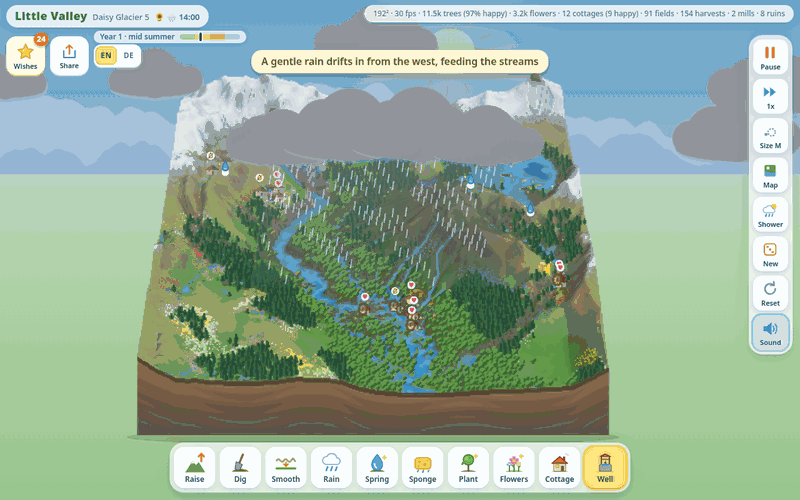 Little Valley Daisy Glacier 5 14:00
192² · 30 fps · 11.5k trees (97% happy) · 3.2k flowers · 12 cottages (9 happy) · 91 fields · 154 harvests · 2 mills · 8 ruins
Year 1 · mid summer
24
Wishes
Share
EN DE
A gentle rain drifts in from the west, feeding the streams
Pause
1x
Size M
Map
Shower
New
Reset
Sound
Raise Dig Smooth Rain Spring Sponge Plant Flowers Cottage Well